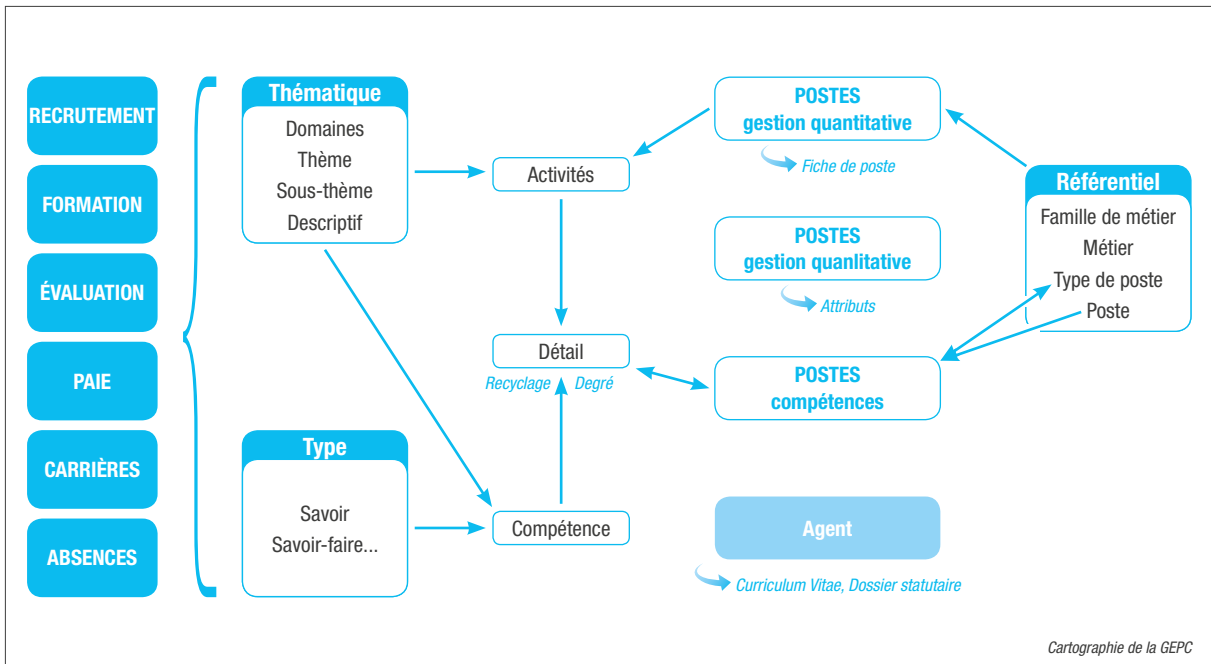 RECRUTEMENT
FORMATION
ÉVALUATION
PAIE
CARRIÈRES
ABSENCES
Thématique
Domaines
Thème
Sous-thème
Descriptif
Type
Savoir
Savoir-faire...
Activités
Détail
Recyclage Degré
Compétence
POSTES
gestion quantitative
Fiche de poste
POSTES
gestion quanlitative
Attributs
POSTES
compétences
Agent
Curriculum Vitae, Dossier statutaire
Référentiel
Famille de métier
Métier
Type de poste
Poste
Cartographie de la GEPC